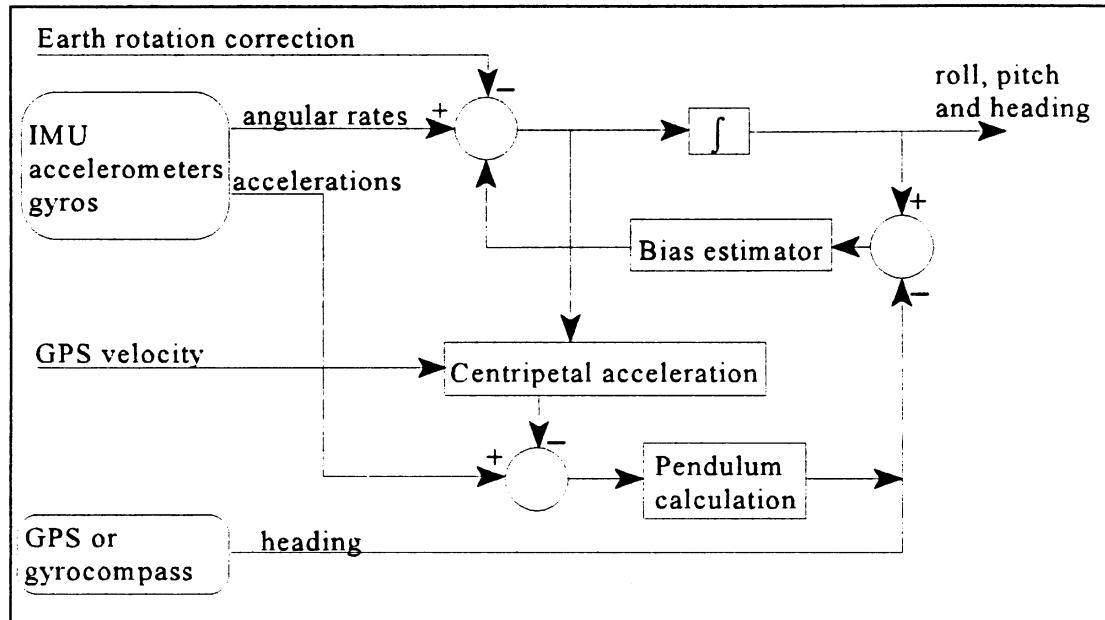 Earth rotation correction
−
roll, pitch
and heading
+
angular rates
∫
IMU
accelerometers
gyros
accelerations
+
Bias estimator
−
GPS velocity
Centripetal acceleration
−
+
Pendulum
calculation
GPS or
gyrocompass
heading